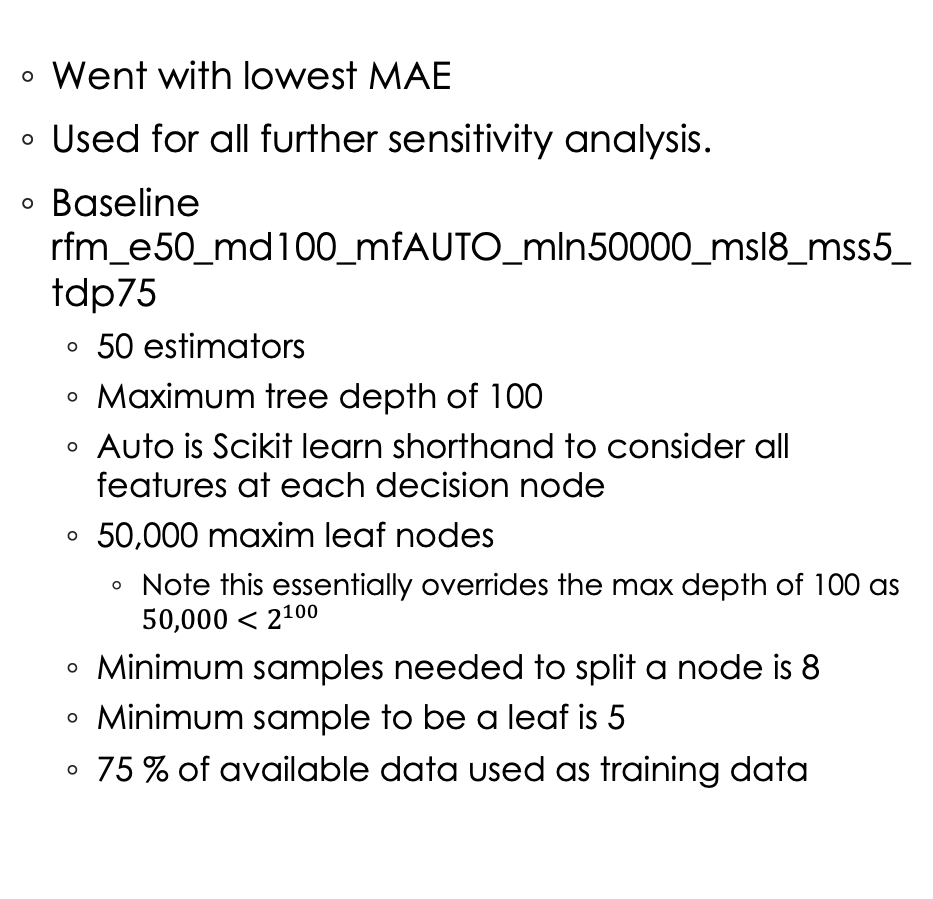 Went with lowest MAE
Used for all further sensitivity analysis.
Baseline
rfm_e50_md100_mfAUTO_mln50000_msl8_mss5_
tdp75
50 estimators
Maximum tree depth of 100
Auto is Scikit learn shorthand to consider all
features at each decision node
50,000 maxim leaf nodes
Note this essentially overrides the max depth of 100 as
50,000 < 2¹⁰⁰
Minimum samples needed to split a node is 8
Minimum sample to be a leaf is 5
75 % of available data used as training data